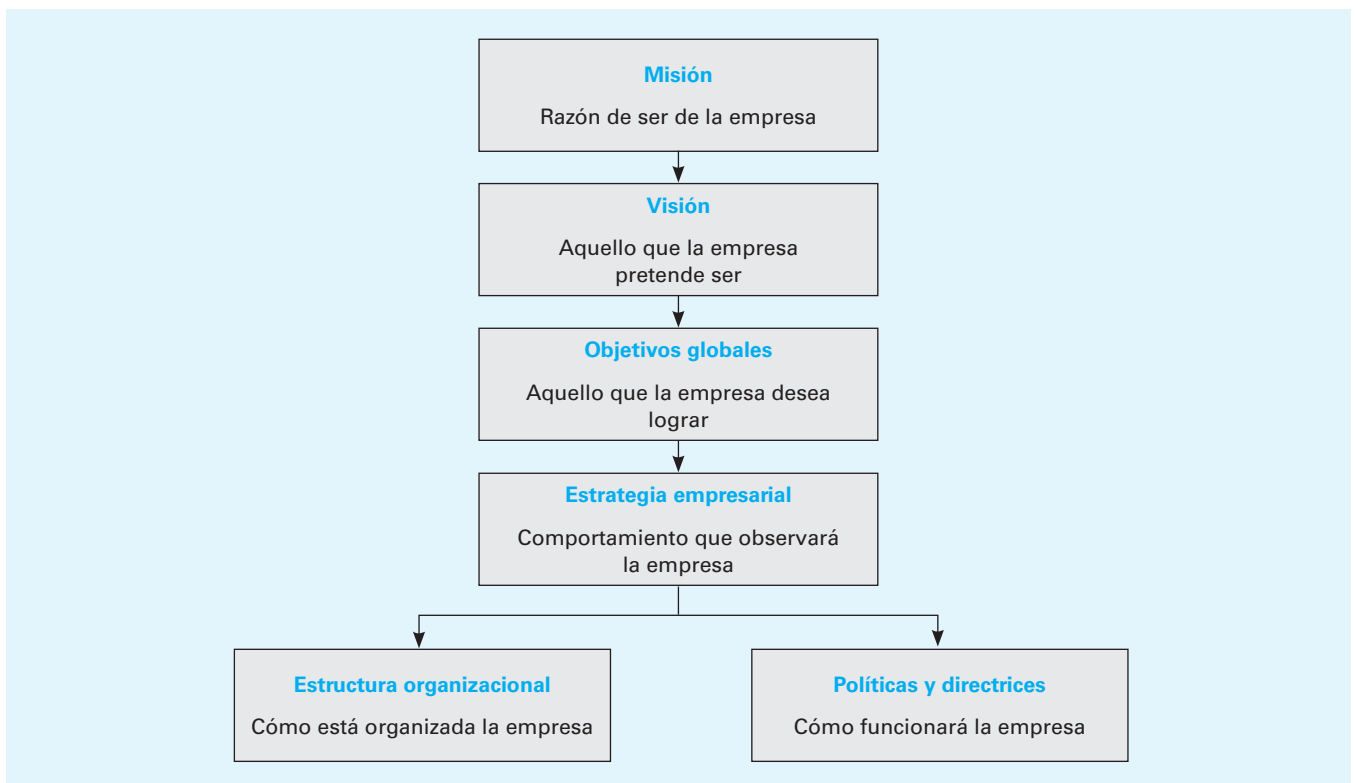 Misión
Razón de ser de la empresa
Visión
Aquello que la empresa
pretende ser
Objetivos globales
Aquello que la empresa desea
lograr
Estrategia empresarial
Comportamiento que observará
la empresa
Estructura organizacional
Cómo está organizada la empresa
Políticas y directrices
Cómo funcionará la empresa